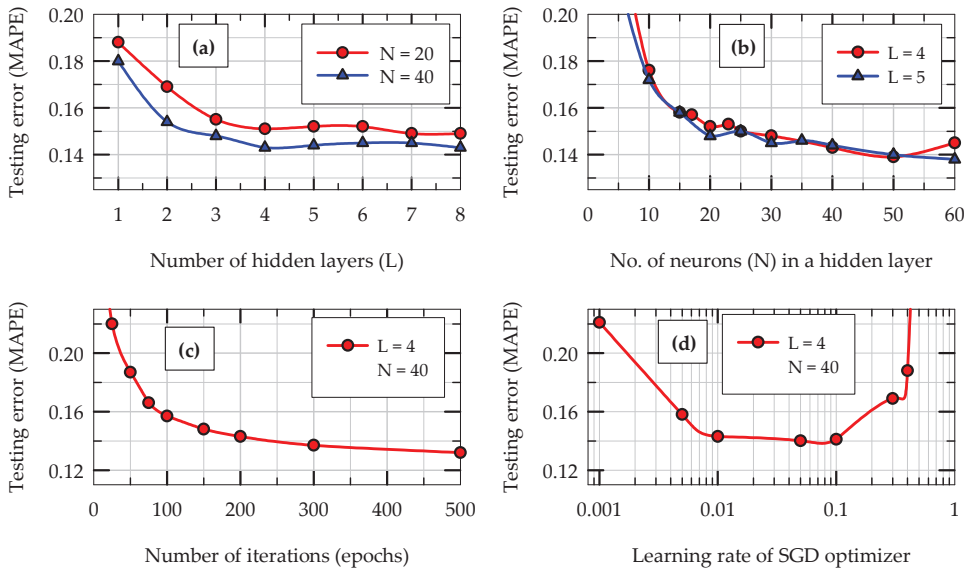 Testing error (MAPE)
0.20
0.18
0.16
0.14
(a)
N = 20
N = 40
1 2 3 4 5 6 7 8
Number of hidden layers (L)
Testing error (MAPE)
0.20
0.18
0.16
0.14
(b)
L = 4
L = 5
0 10 20 30 40 50 60
No. of neurons (N) in a hidden layer
Testing error (MAPE)
0.20
0.16
0.12
(c)
L = 4
N = 40
0 100 200 300 400 500
Number of iterations (epochs)
Testing error (MAPE)
0.20
0.16
0.12
(d)
L = 4
N = 40
0.001 0.01 0.1 1
Learning rate of SGD optimizer